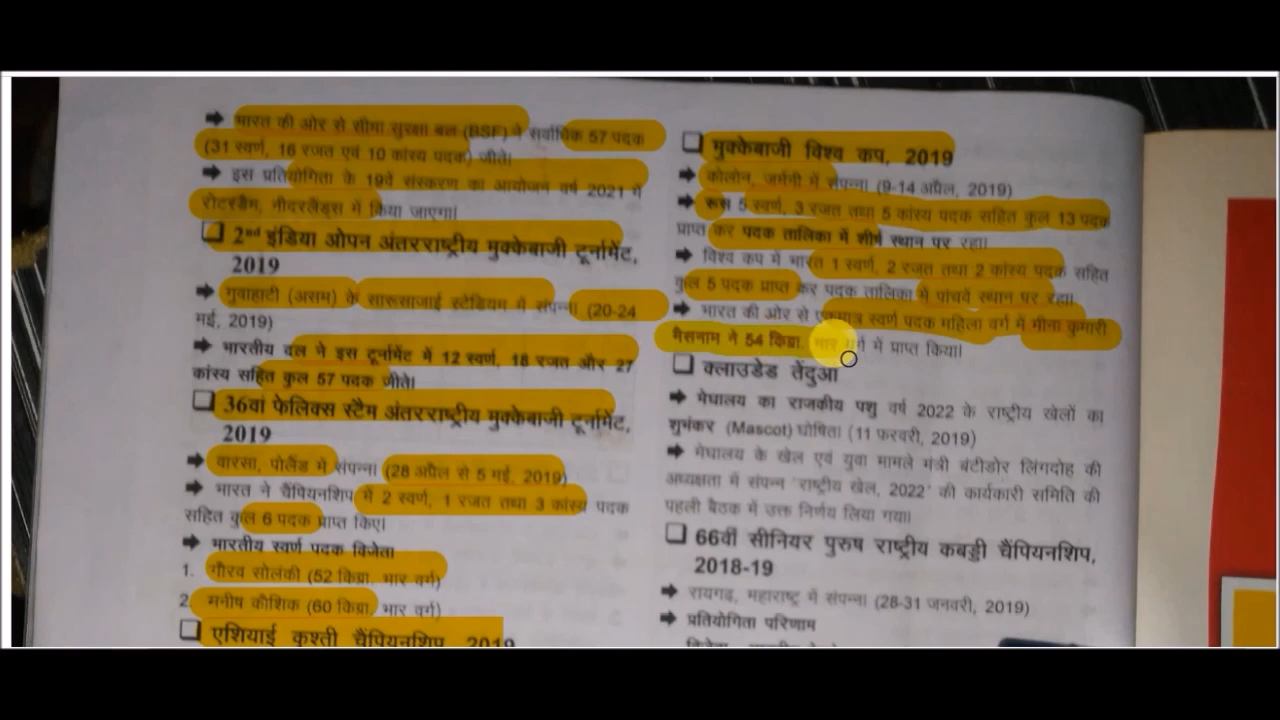 ➡ भारत की ओर से सीमा सुरक्षा बल (BSF) ने सर्वाधिक 57 पदक
(31 स्वर्ण, 16 रजत एवं 10 कांस्य पदक) जीते।
➡ इस प्रतियोगिता के 19वें संस्करण का आयोजन वर्ष 2021 में
रोटरडैम, नीदरलैंड्स में किया जाएगा।
❑ 2nd इंडिया ओपन अंतरराष्ट्रीय मुक्केबाजी टूर्नामेंट,
2019
➡ गुवाहाटी (असम) के सारूसाजाई स्टेडियम में संपन्न। (20-24
मई, 2019)
➡ भारतीय दल ने इस टूर्नामेंट में 12 स्वर्ण, 18 रजत और 27
कांस्य सहित कुल 57 पदक जीते।
❑ 36वां फेलिक्स स्टैम अंतरराष्ट्रीय मुक्केबाजी टूर्नामेंट,
2019
➡ वारसा, पोलैंड में संपन्न। (28 अप्रैल से 5 मई, 2019)
➡ भारत ने चैंपियनशिप में 2 स्वर्ण, 1 रजत तथा 3 कांस्य पदक
सहित कुल 6 पदक प्राप्त किए।
➡ भारतीय स्वर्ण पदक विजेता
1. गौरव सोलंकी (52 किग्रा. भार वर्ग)
2. मनीष कौशिक (60 किग्रा. भार वर्ग)
❑ एशियाई कुश्ती चैंपियनशिप 2019
❑ मुक्केबाजी विश्व कप, 2019
➡ कोलोन, जर्मनी में संपन्न। (9-14 अप्रैल, 2019)
➡ रूस 5 स्वर्ण, 3 रजत तथा 5 कांस्य पदक सहित कुल 13 पदक
प्राप्त कर पदक तालिका में शीर्ष स्थान पर रहा।
➡ विश्व कप में भारत 1 स्वर्ण, 2 रजत तथा 2 कांस्य पदक सहित
कुल 5 पदक प्राप्त कर पदक तालिका में पांचवें स्थान पर रहा।
➡ भारत की ओर से एकमात्र स्वर्ण पदक महिला वर्ग में मीना कुमारी
मैसनाम ने 54 किग्रा. भार वर्ग में प्राप्त किया।
❑ क्लाउडेड तेंदुआ
➡ मेघालय का राजकीय पशु वर्ष 2022 के राष्ट्रीय खेलों का
शुभंकर (Mascot) घोषित। (11 फरवरी, 2019)
➡ मेघालय के खेल एवं युवा मामले मंत्री बंटीडोर लिंगदोह की
अध्यक्षता में संपन्न 'राष्ट्रीय खेल, 2022' की कार्यकारी समिति की
पहली बैठक में उक्त निर्णय लिया गया।
❑ 66वीं सीनियर पुरुष राष्ट्रीय कबड्डी चैंपियनशिप,
2018-19
➡ रायगढ़, महाराष्ट्र में संपन्न। (28-31 जनवरी, 2019)
➡ प्रतियोगिता परिणाम